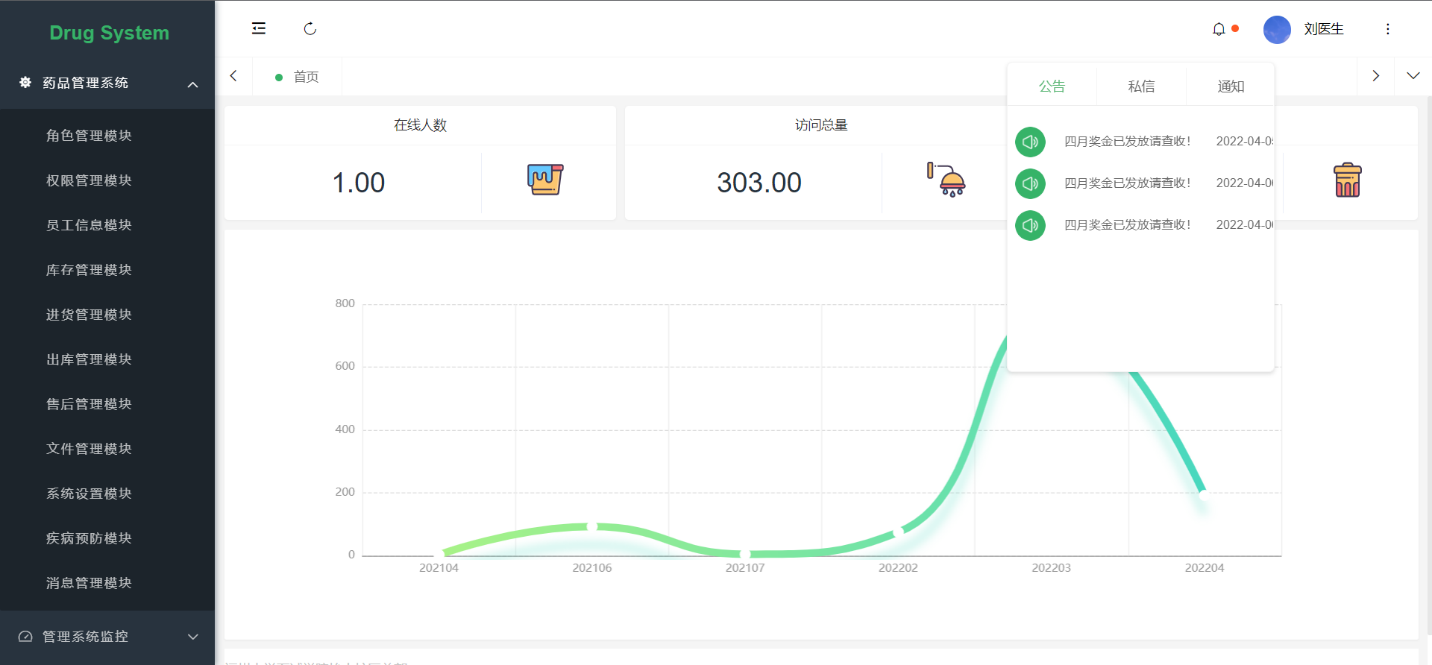 Drug System
刘医生
药品管理系统
首页
角色管理模块
权限管理模块
员工信息模块
库存管理模块
进货管理模块
出库管理模块
售后管理模块
文件管理模块
系统设置模块
疾病预防模块
消息管理模块
管理系统监控
在线人数
1.00
访问总量
303.00
公告 私信 通知
四月奖金已发放请查收! 2022-04-0
四月奖金已发放请查收! 2022-04-0
四月奖金已发放请查收! 2022-04-0
800
600
400
200
0
202104 202106 202107 202202 202203 202204